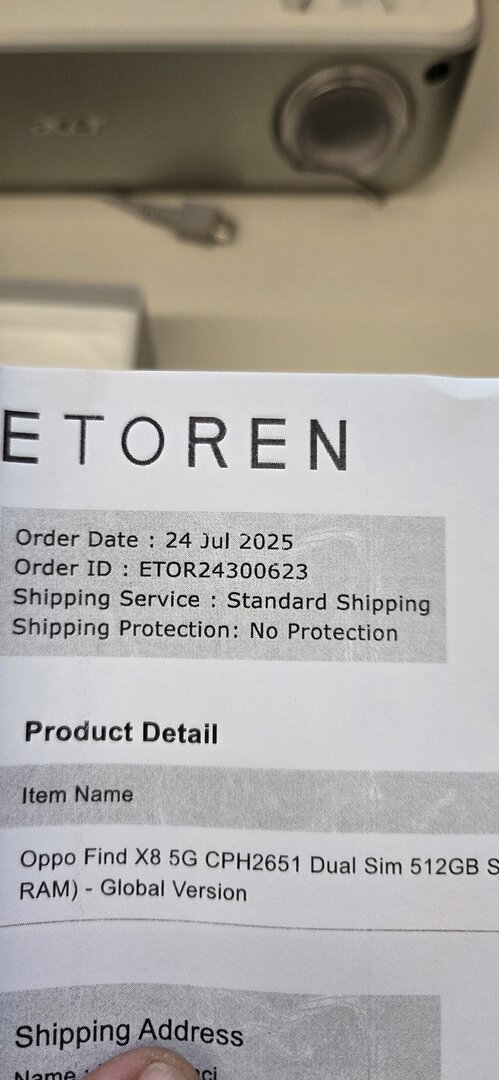 acer
ETOREN
Order Date : 24 Jul 2025
Order ID : ETOR24300623
Shipping Service : Standard Shipping
Shipping Protection: No Protection
Product Detail
Item Name
Oppo Find X8 5G CPH2651 Dual Sim 512GB S
RAM) - Global Version
Shipping Address
Name :